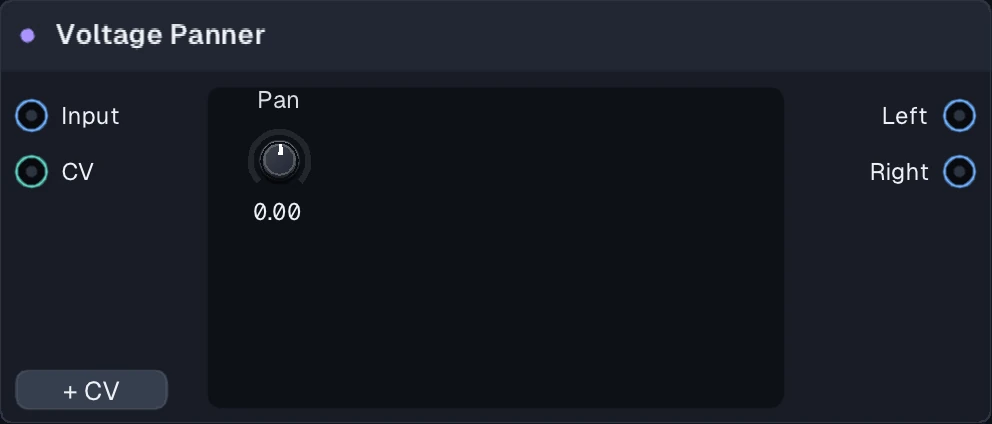 Voltage Panner
Input
CV
Pan
0.00
Left
Right
+ CV